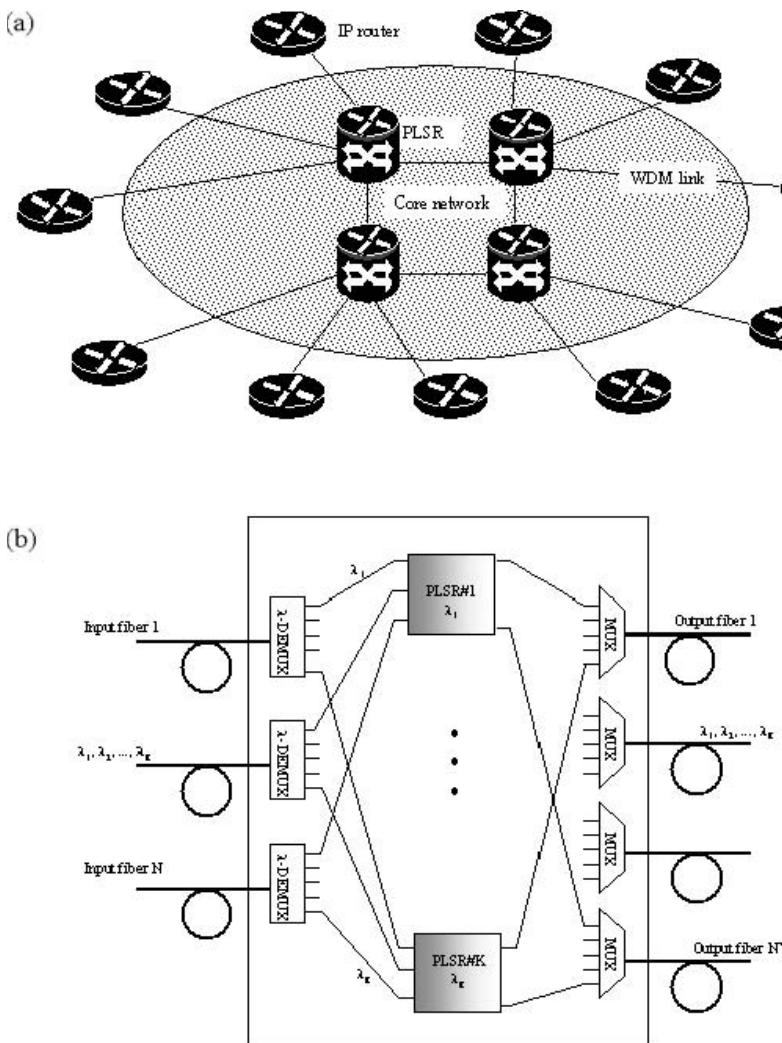 (a)
IP router
PLSR
WDM link
Core network
(b)
λ1
PLSR#1
λ1
Input fiber 1
λ-DEMUX
MUX
Output fiber 1
λ1, λ2, ..., λK
λ-DEMUX
MUX
λ1, λ2, ..., λK
Input fiber N
λ-DEMUX
MUX
PLSR#K
λK
λK
MUX
Output fiber N'